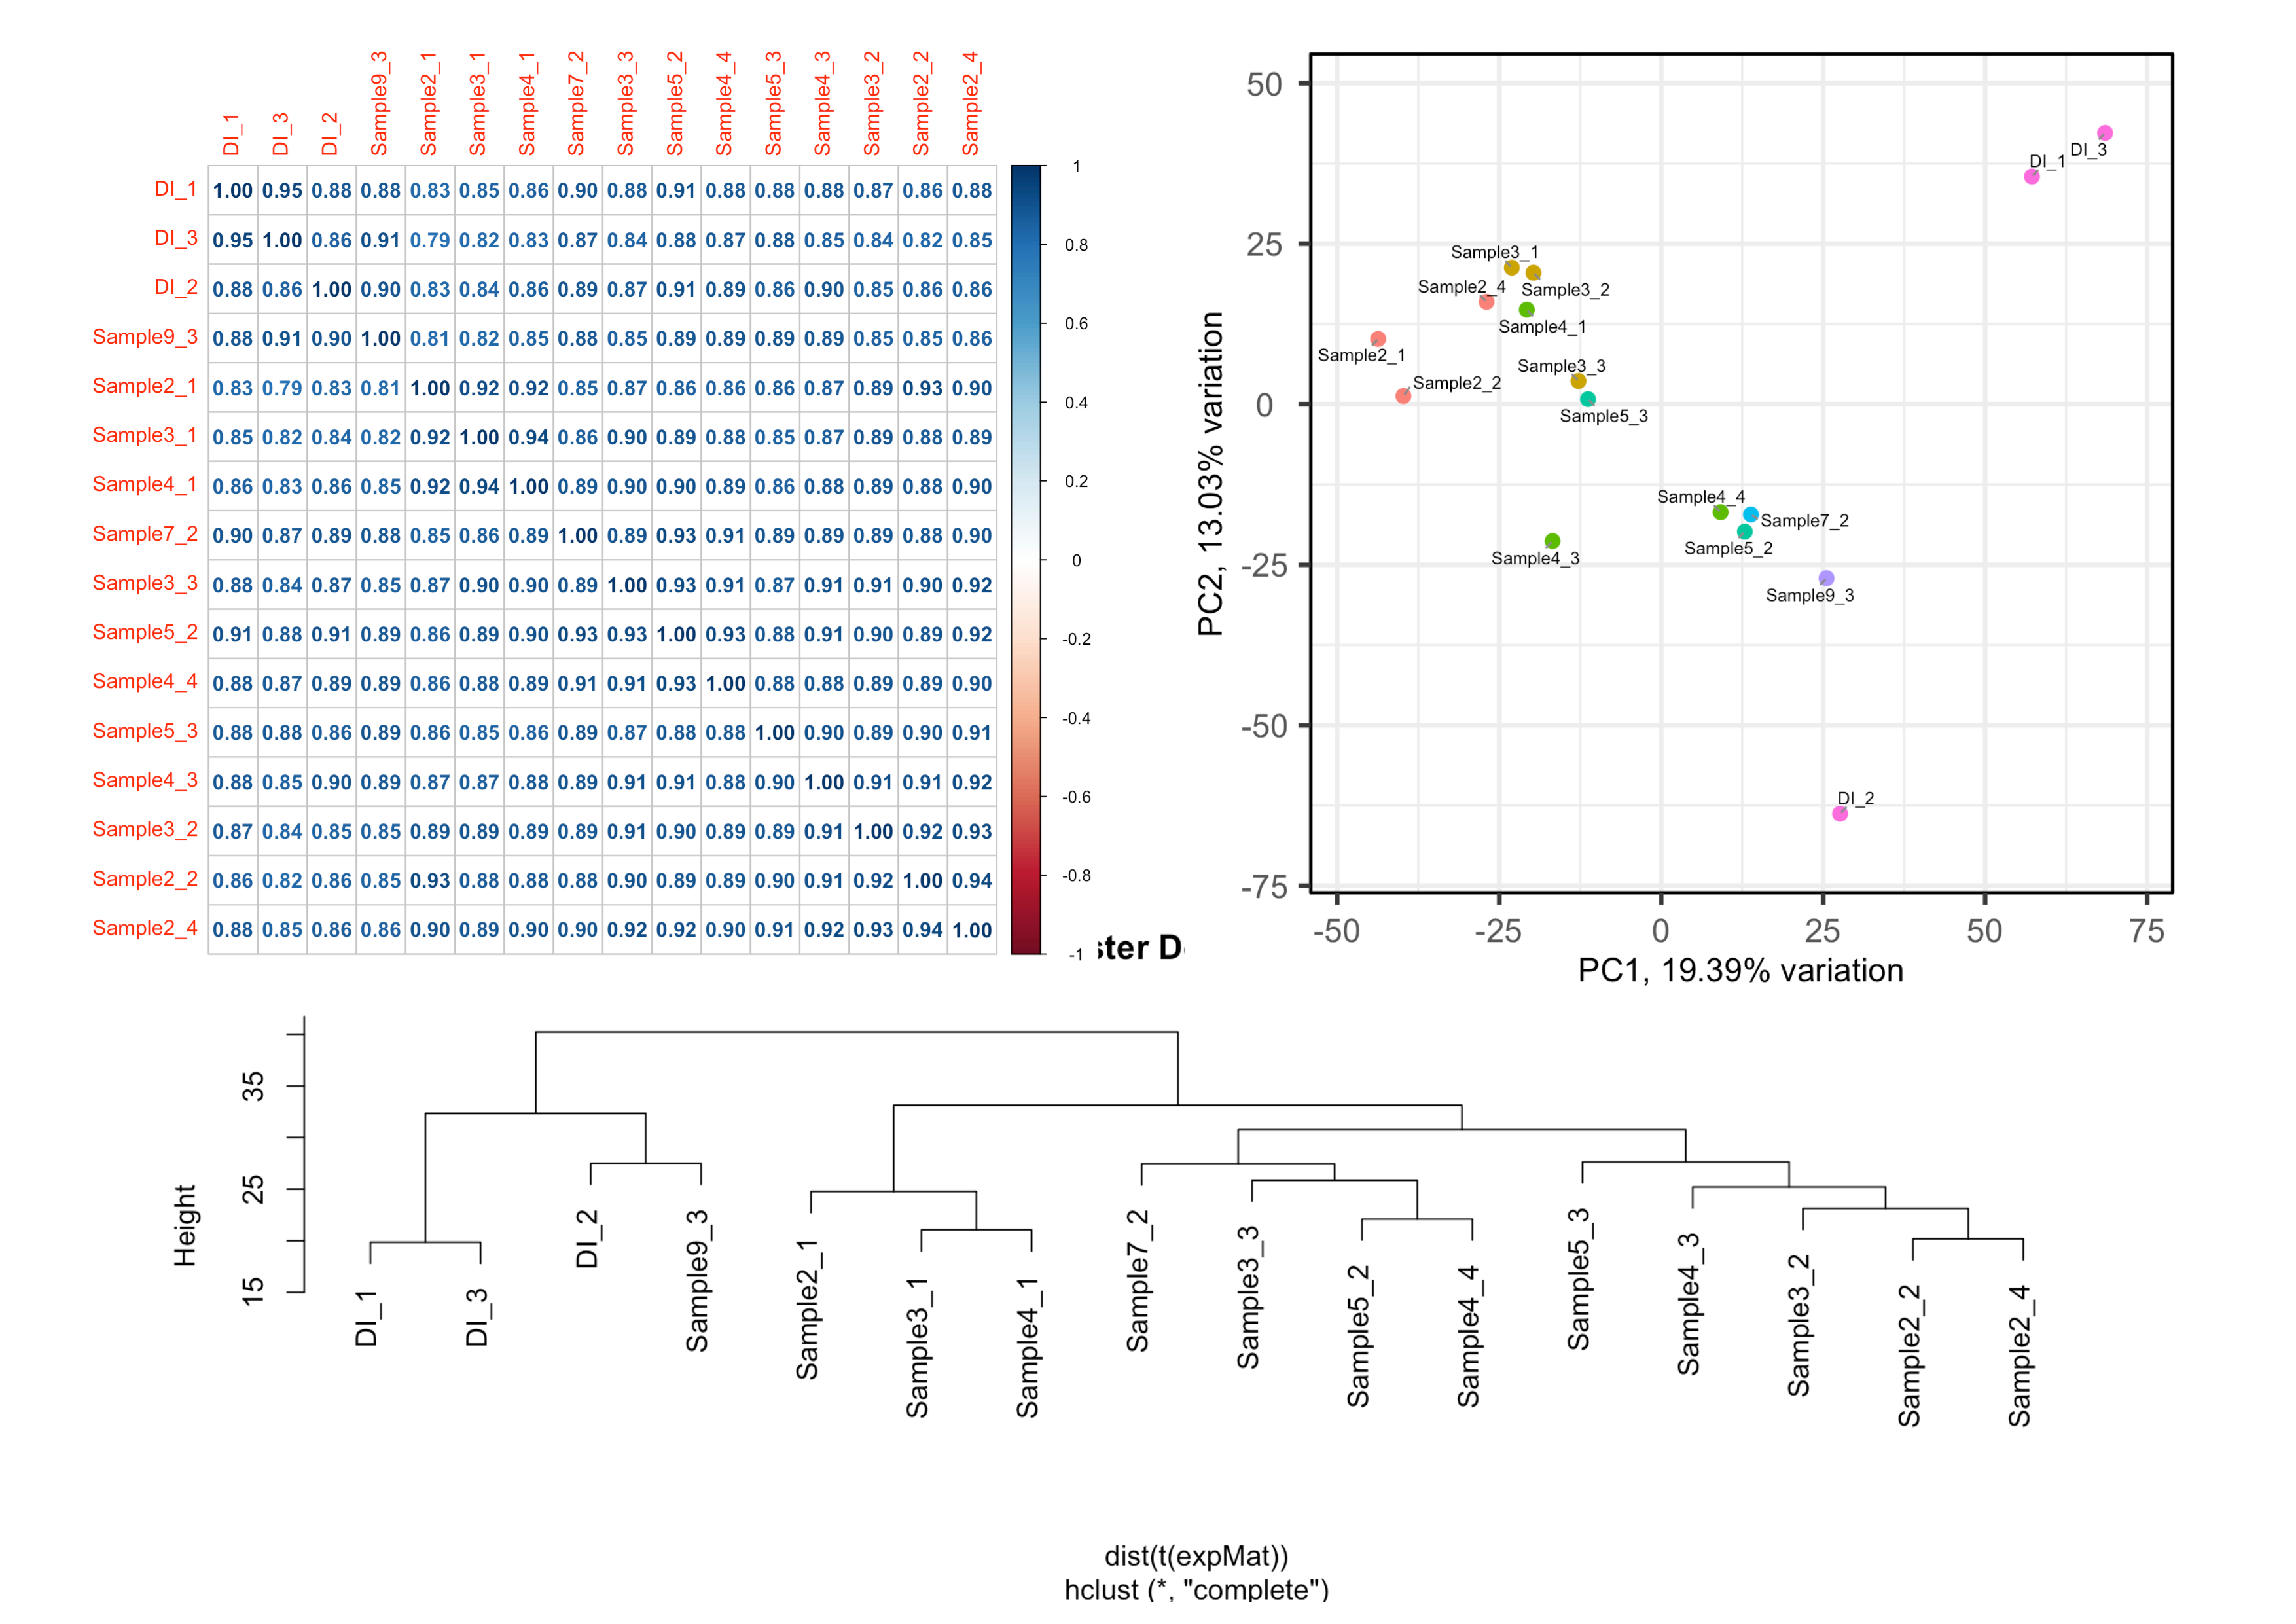 DI_1 DI_3 DI_2 Sample9_3 Sample2_1 Sample3_1 Sample4_1 Sample7_2 Sample3_3 Sample5_2 Sample4_4 Sample5_3 Sample4_3 Sample3_2 Sample2_2 Sample2_4
DI_1 1.00 0.95 0.88 0.88 0.83 0.85 0.86 0.90 0.88 0.91 0.88 0.88 0.88 0.87 0.86 0.88
DI_3 0.95 1.00 0.86 0.91 0.79 0.82 0.83 0.87 0.84 0.88 0.87 0.88 0.85 0.84 0.82 0.85
DI_2 0.88 0.86 1.00 0.90 0.83 0.84 0.86 0.89 0.87 0.91 0.89 0.86 0.90 0.85 0.86 0.86
Sample9_3 0.88 0.91 0.90 1.00 0.81 0.82 0.85 0.88 0.85 0.89 0.89 0.89 0.89 0.85 0.85 0.86
Sample2_1 0.83 0.79 0.83 0.81 1.00 0.92 0.92 0.85 0.87 0.86 0.86 0.86 0.87 0.89 0.93 0.90
Sample3_1 0.85 0.82 0.84 0.82 0.92 1.00 0.94 0.86 0.90 0.89 0.88 0.85 0.87 0.89 0.88 0.89
Sample4_1 0.86 0.83 0.86 0.85 0.92 0.94 1.00 0.89 0.90 0.90 0.89 0.86 0.88 0.89 0.88 0.90
Sample7_2 0.90 0.87 0.89 0.88 0.85 0.86 0.89 1.00 0.89 0.93 0.91 0.89 0.89 0.89 0.88 0.90
Sample3_3 0.88 0.84 0.87 0.85 0.87 0.90 0.90 0.89 1.00 0.93 0.91 0.87 0.91 0.91 0.90 0.92
Sample5_2 0.91 0.88 0.91 0.89 0.86 0.89 0.90 0.93 0.93 1.00 0.93 0.88 0.91 0.90 0.89 0.92
Sample4_4 0.88 0.87 0.89 0.89 0.86 0.88 0.89 0.91 0.91 0.93 1.00 0.88 0.88 0.89 0.89 0.90
Sample5_3 0.88 0.88 0.86 0.89 0.86 0.85 0.86 0.89 0.87 0.88 0.88 1.00 0.90 0.89 0.90 0.91
Sample4_3 0.88 0.85 0.90 0.89 0.87 0.87 0.88 0.89 0.91 0.91 0.88 0.90 1.00 0.91 0.91 0.92
Sample3_2 0.87 0.84 0.85 0.85 0.89 0.89 0.89 0.89 0.91 0.90 0.89 0.89 0.91 1.00 0.92 0.93
Sample2_2 0.86 0.82 0.86 0.85 0.93 0.88 0.88 0.88 0.90 0.89 0.89 0.90 0.91 0.92 1.00 0.94
Sample2_4 0.88 0.85 0.86 0.86 0.90 0.89 0.90 0.90 0.92 0.92 0.90 0.91 0.92 0.93 0.94 1.00
1
0.8
0.6
0.4
0.2
0
-0.2
-0.4
-0.6
-0.8
-1
ster D
PC2, 13.03% variation
50
25
0
-25
-50
-75
DI_3
DI_1
Sample3_1
Sample2_4
Sample3_2
Sample4_1
Sample2_1
Sample3_3
Sample2_2
Sample5_3
Sample4_4
Sample7_2
Sample5_2
Sample4_3
Sample9_3
DI_2
-50 -25 0 25 50 75
PC1, 19.39% variation
Height
35
25
15
DI_1 DI_3 DI_2 Sample9_3 Sample2_1 Sample3_1 Sample4_1 Sample7_2 Sample3_3 Sample5_2 Sample4_4 Sample5_3 Sample4_3 Sample3_2 Sample2_2 Sample2_4
dist(t(expMat))
hclust (*, "complete")